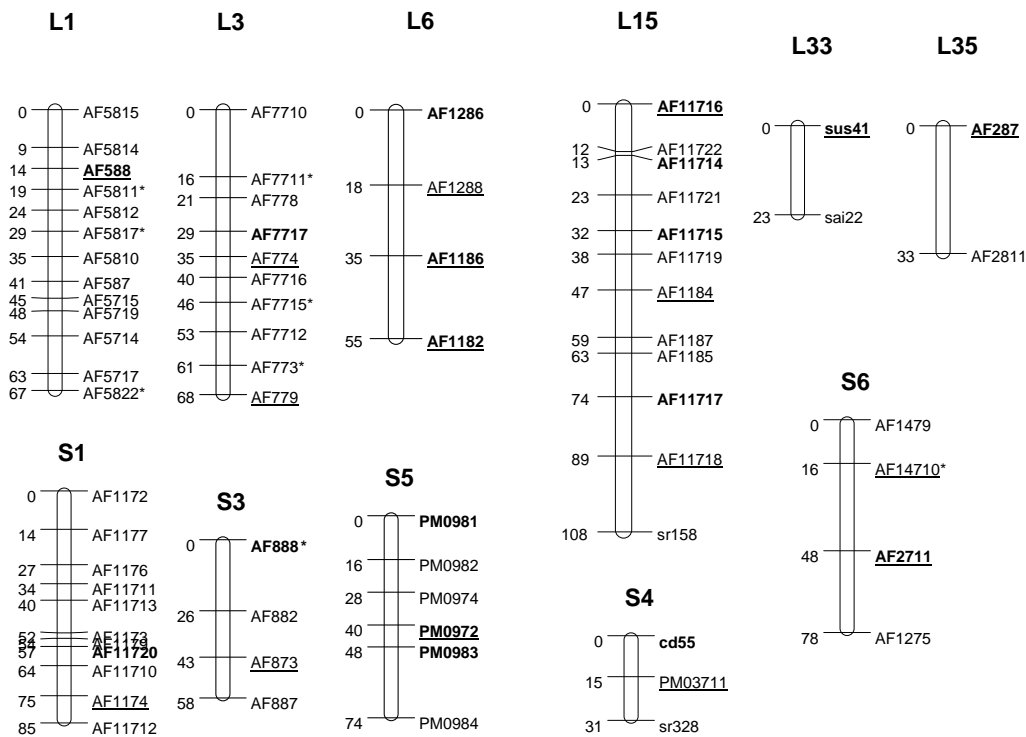 L1
0 AF5815
9 AF5814
14 AF588
19 AF5811*
24 AF5812
29 AF5817*
35 AF5810
41 AF587
45 AF5715
48 AF5719
54 AF5714
63 AF5717
67 AF5822*
L3
0 AF7710
16 AF7711*
21 AF778
29 AF7717
35 AF774
40 AF7716
46 AF7715*
53 AF7712
61 AF773*
68 AF779
L6
0 AF1286
18 AF1288
35 AF1186
55 AF1182
L15
0 AF11716
12 AF11722
13 AF11714
23 AF11721
32 AF11715
38 AF11719
47 AF1184
59 AF1187
63 AF1185
74 AF11717
89 AF11718
108 sr158
L33
0 sus41
23 sai22
L35
0 AF287
33 AF2811
S1
0 AF1172
14 AF1177
27 AF1176
34 AF11711
40 AF11713
52 AF1173
54 AF1179
57 AF11720
64 AF11710
75 AF1174
85 AF11712
S3
0 AF888*
26 AF882
43 AF873
58 AF887
S5
0 PM0981
16 PM0982
28 PM0974
40 PM0972
48 PM0983
74 PM0984
S4
0 cd55
15 PM03711
31 sr328
S6
0 AF1479
16 AF14710*
48 AF2711
78 AF1275